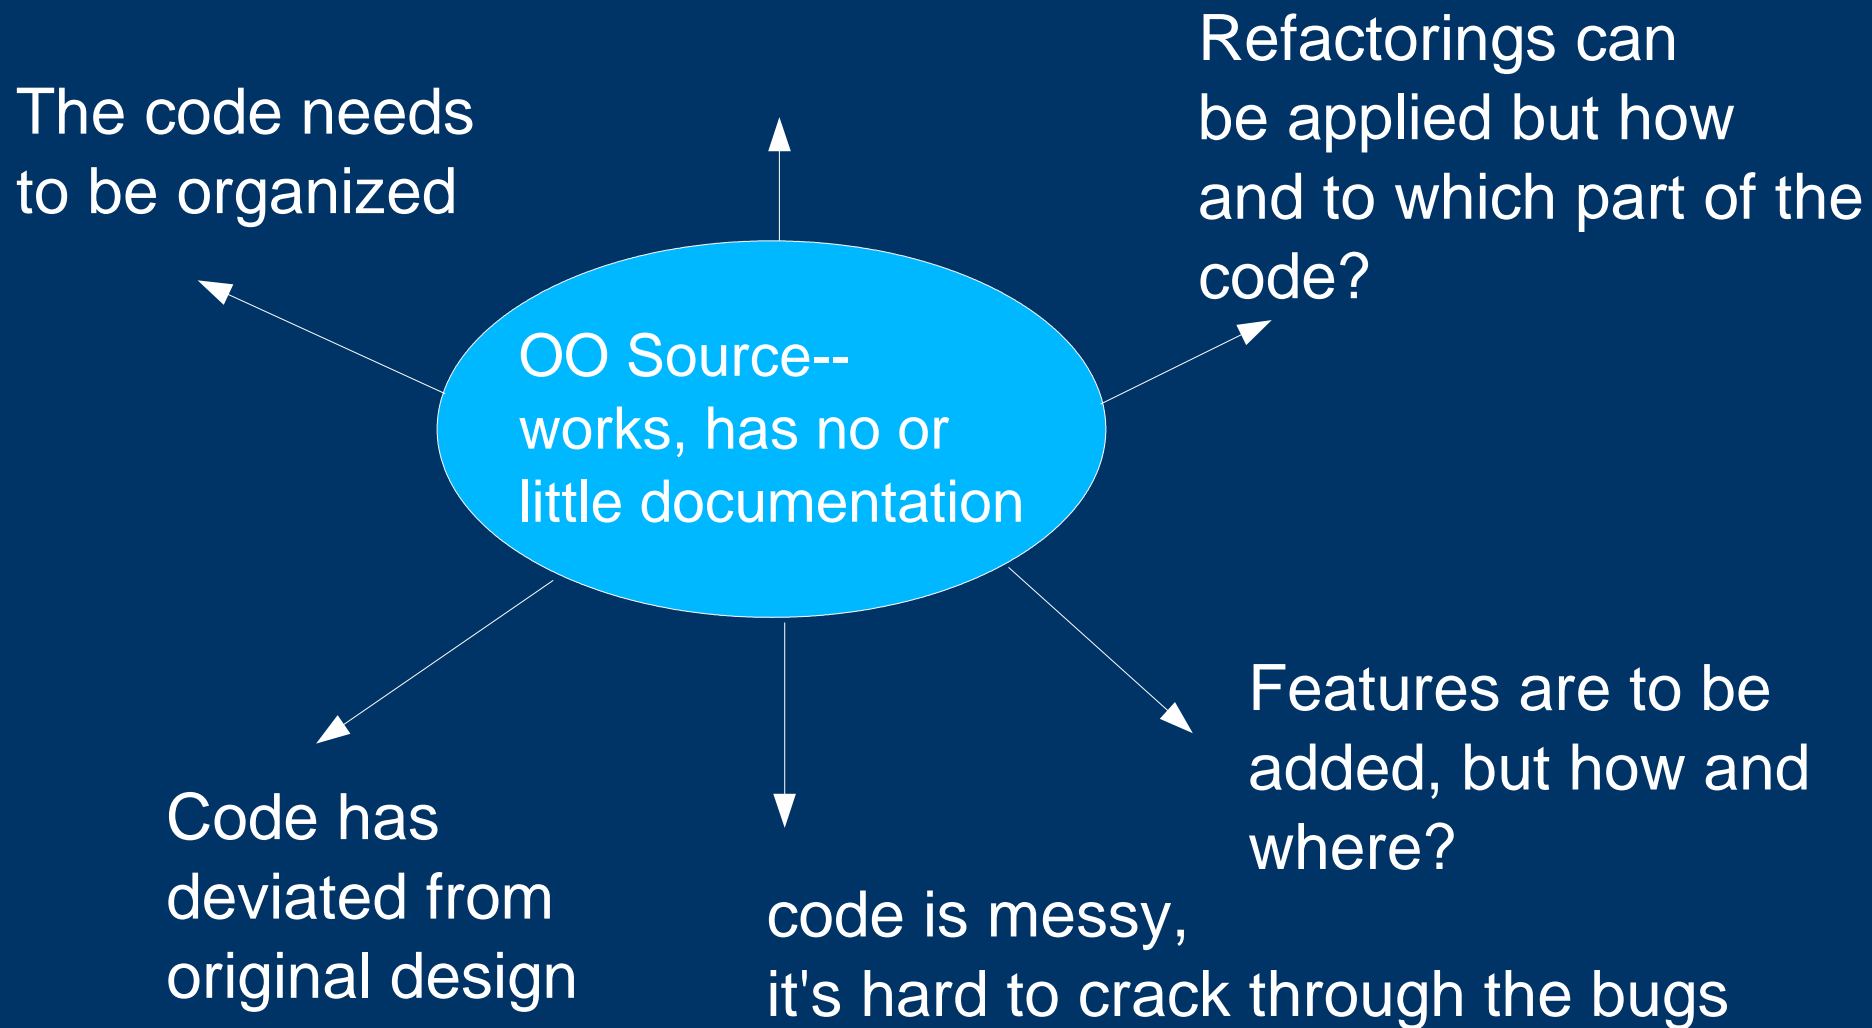 The code needs
to be organized
Refactorings can
be applied but how
and to which part of the
code?
OO Source--
works, has no or
little documentation
Features are to be
added, but how and
where?
Code has
deviated from
original design
code is messy,
it's hard to crack through the bugs